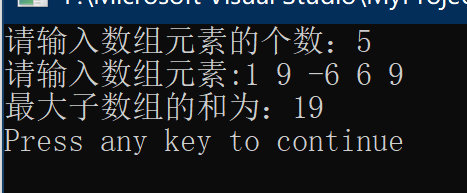 请输入数组元素的个数：5
请输入数组元素:1 9 -6 6 9
最大子数组的和为：19
Press any key to continue